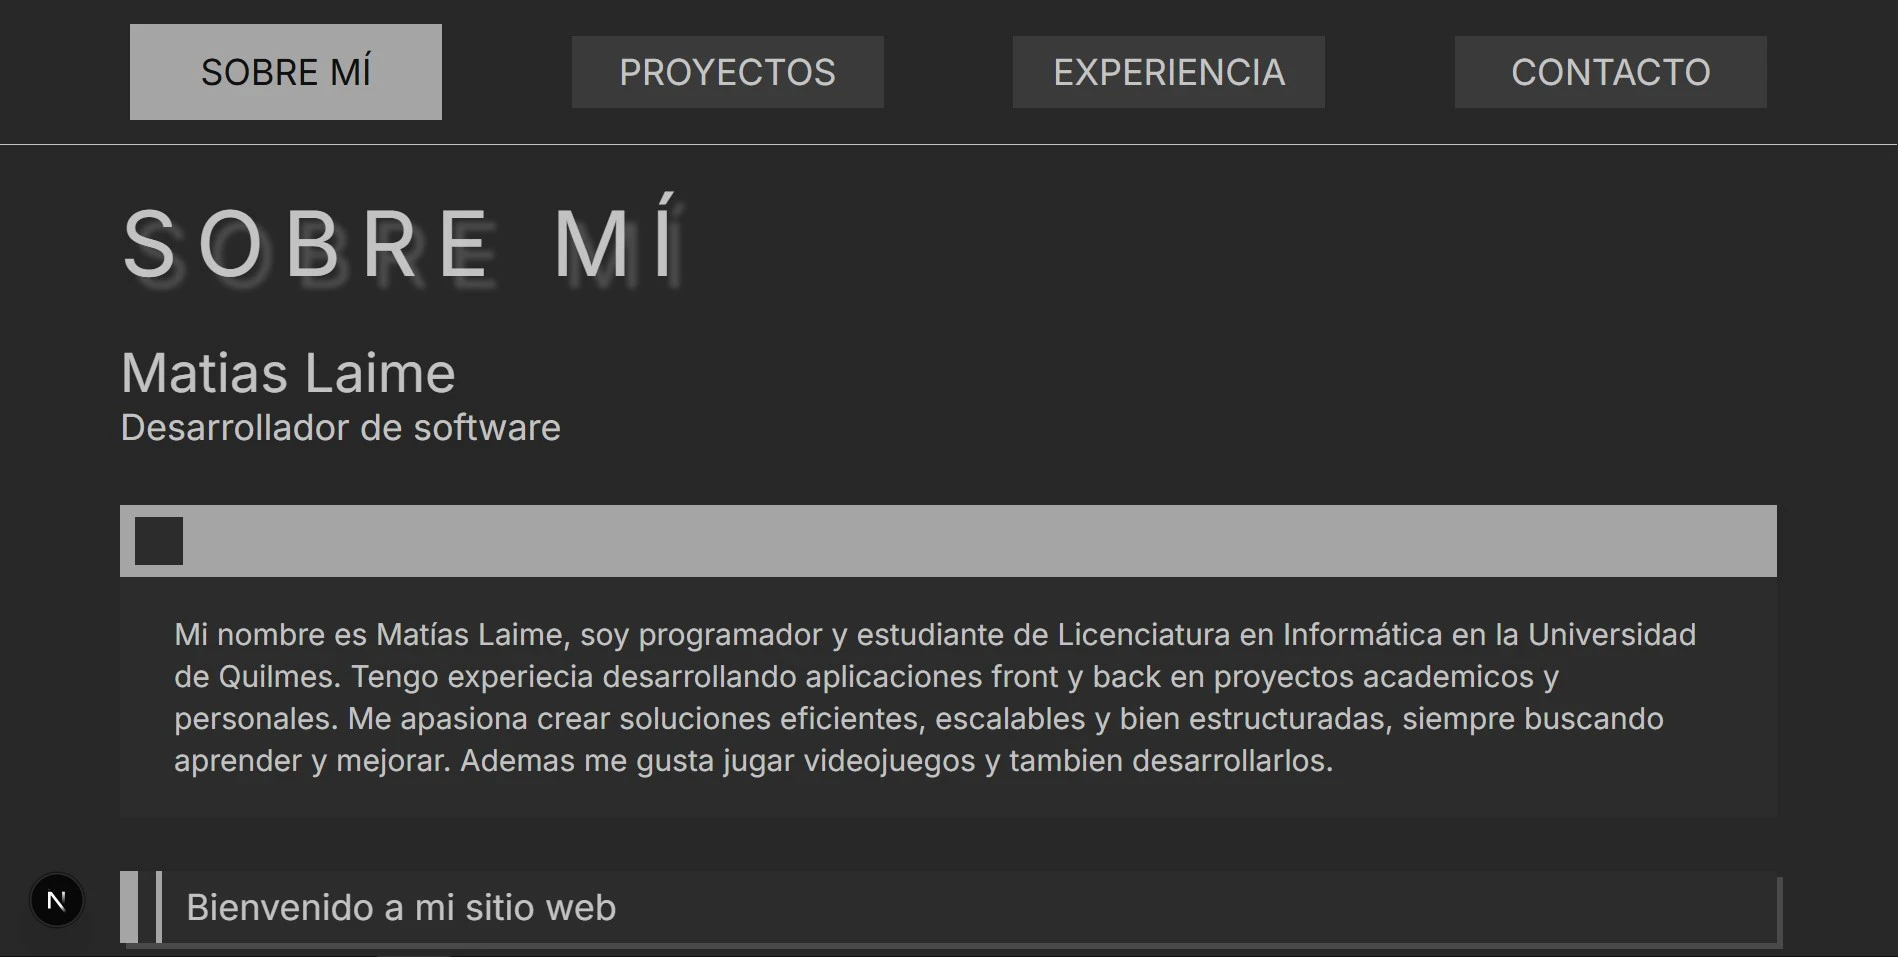 SOBRE MÍ
PROYECTOS
EXPERIENCIA
CONTACTO
SOBRE MÍ
Matias Laime
Desarrollador de software
Mi nombre es Matías Laime, soy programador y estudiante de Licenciatura en Informática en la Universidad
de Quilmes. Tengo experiecia desarrollando aplicaciones front y back en proyectos academicos y
personales. Me apasiona crear soluciones eficientes, escalables y bien estructuradas, siempre buscando
aprender y mejorar. Ademas me gusta jugar videojuegos y tambien desarrollarlos.
N
Bienvenido a mi sitio web